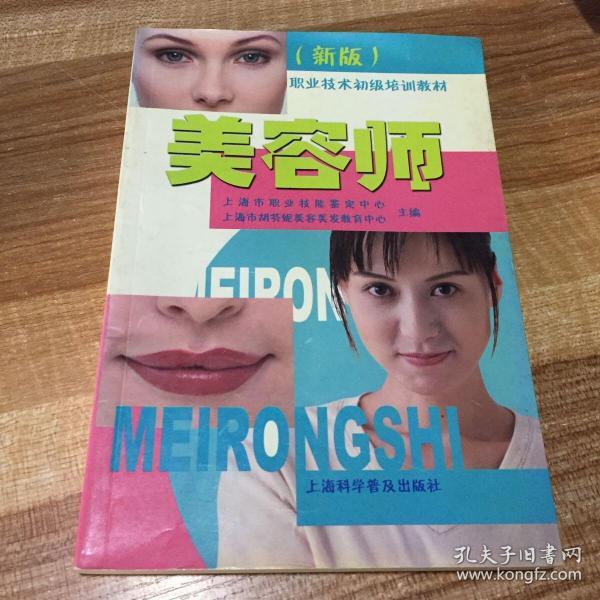 （新版）
职业技术初级培训教材
美容师
上海市职业技能鉴定中心
上海市胡芬妮美容美发教育中心 主编
MEIRON
MEIRONGSHI
上海科学普及出版社
孔夫子旧书网
www.kongfz.com